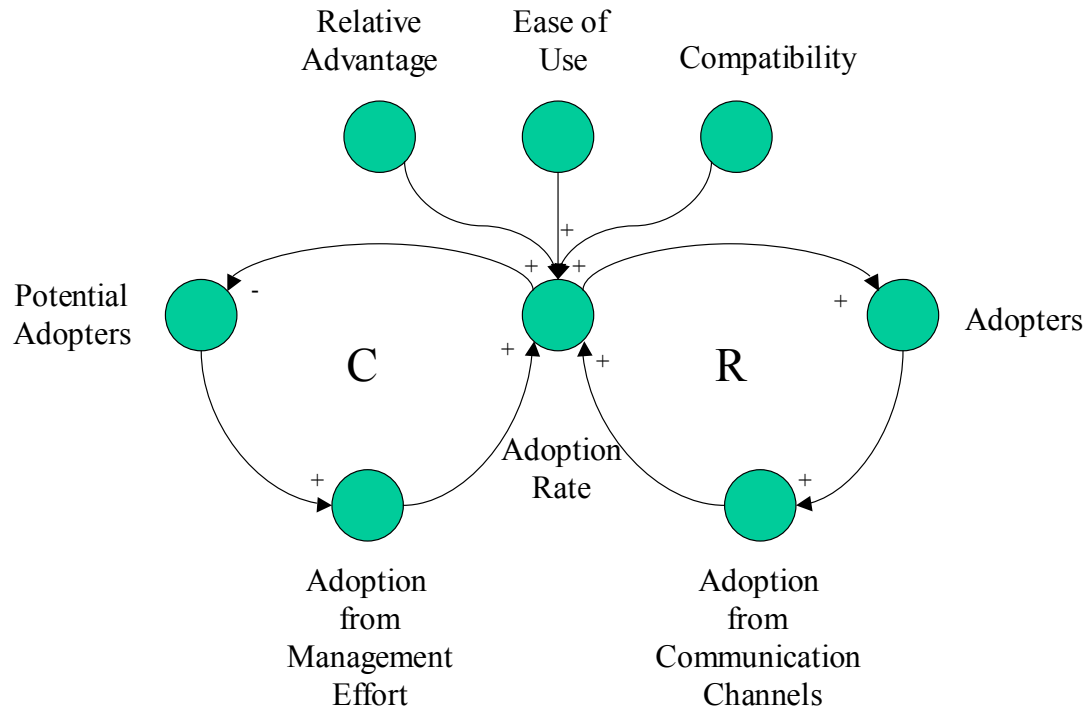 Relative
Advantage
Ease of
Use
Compatibility
+
+
+
Potential
Adopters
-
+
Adopters
C
R
+
+
Adoption
Rate
+
+
Adoption
from
Management
Effort
Adoption
from
Communication
Channels